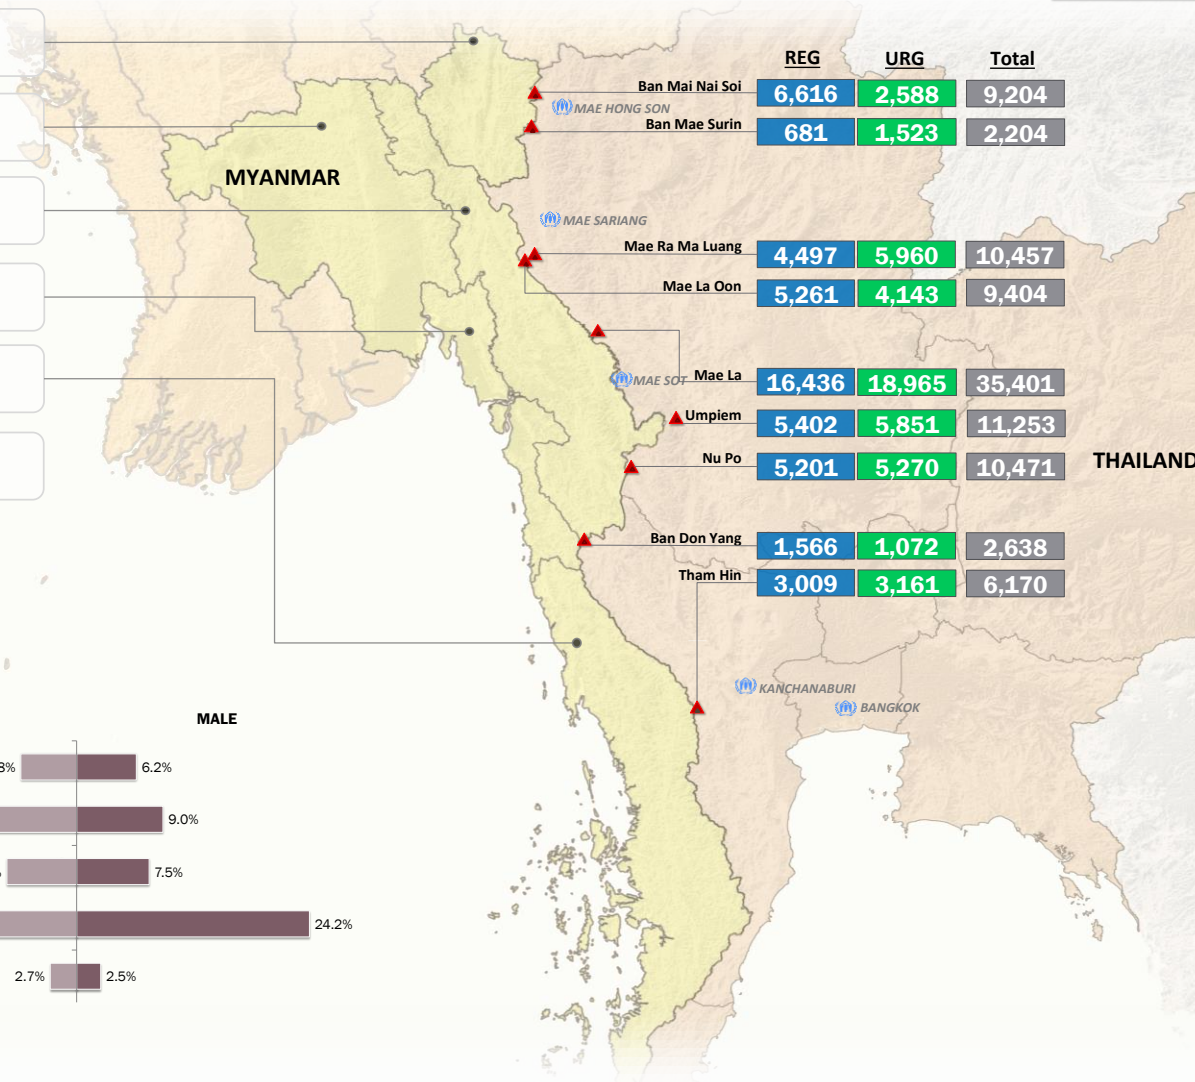 REG URG Total
Ban Mai Nai Soi 6,616 2,588 9,204
MAE HONG SON
Ban Mae Surin 681 1,523 2,204
MYANMAR
MAE SARIANG
Mae Ra Ma Luang 4,497 5,960 10,457
Mae La Oon 5,261 4,143 9,404
MAE SOT
Mae La 16,436 18,965 35,401
Umpiem 5,402 5,851 11,253
Nu Po 5,201 5,270 10,471
THAILAND
Ban Don Yang 1,566 1,072 2,638
Tham Hin 3,009 3,161 6,170
KANCHANABURI
BANGKOK
MALE
8% 6.2%
9.0%
7.5%
24.2%
2.7% 2.5%